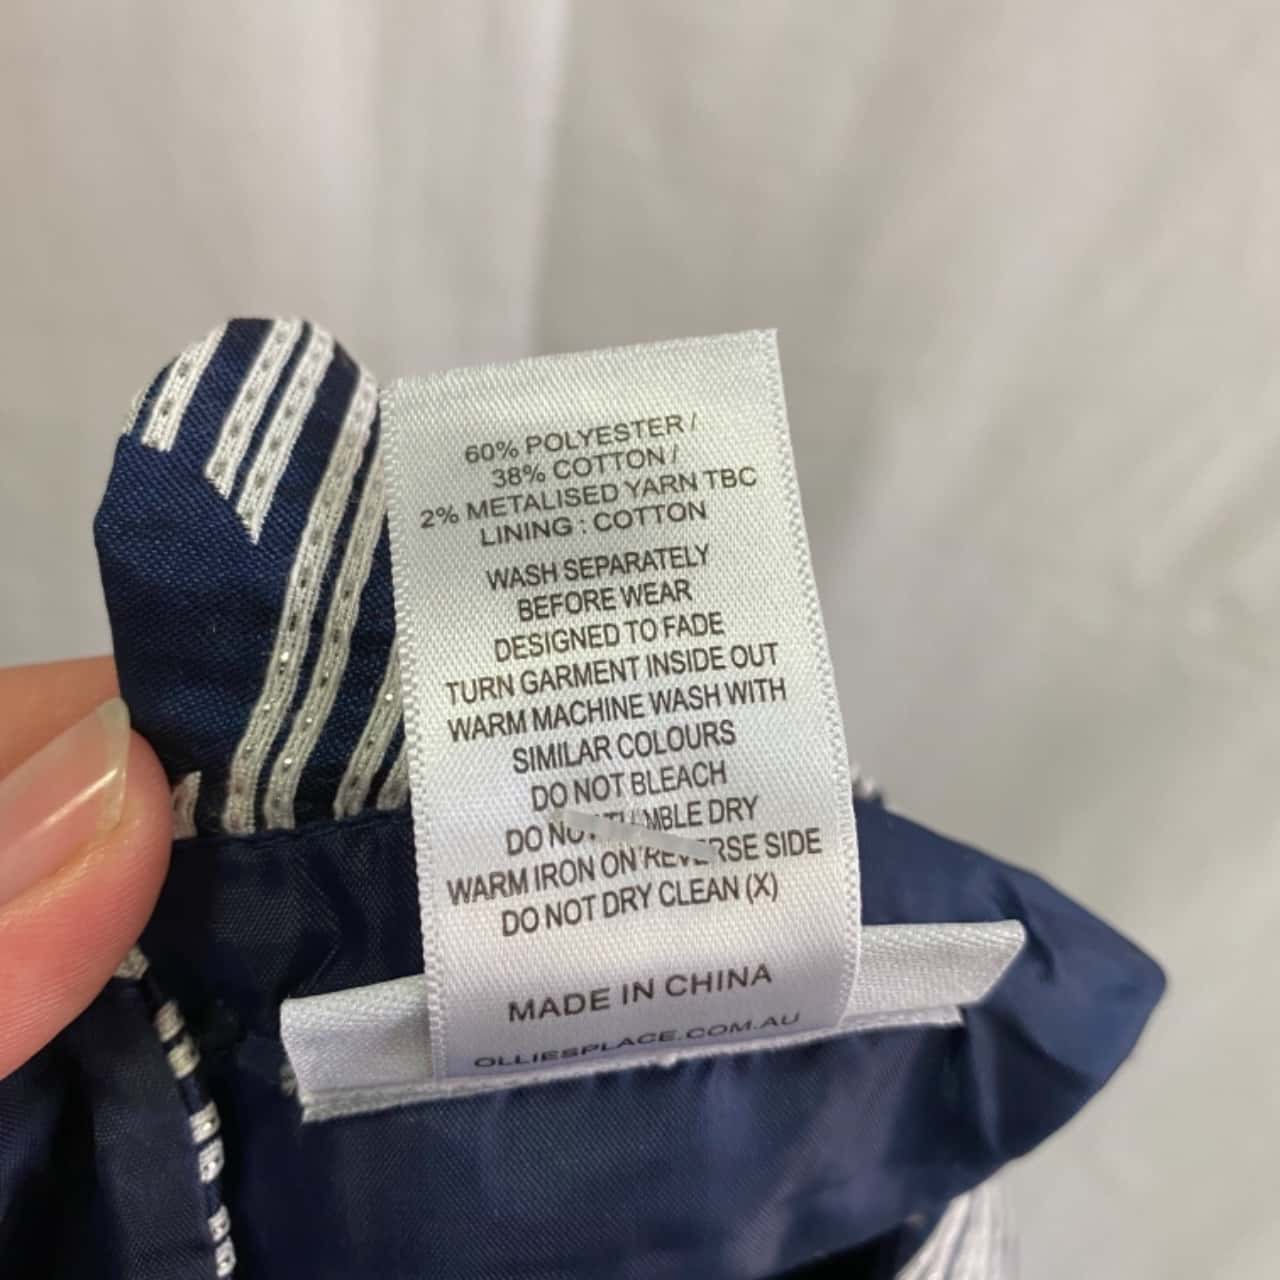 60% POLYESTER /
38% COTTON /
2% METALISED YARN TBC
LINING : COTTON
WASH SEPARATELY
BEFORE WEAR
DESIGNED TO FADE
TURN GARMENT INSIDE OUT
WARM MACHINE WASH WITH
SIMILAR COLOURS
DO NOT BLEACH
DO NOT TUMBLE DRY
WARM IRON ON REVERSE SIDE
DO NOT DRY CLEAN (X)
MADE IN CHINA
OLLIESPLACE.COM.AU